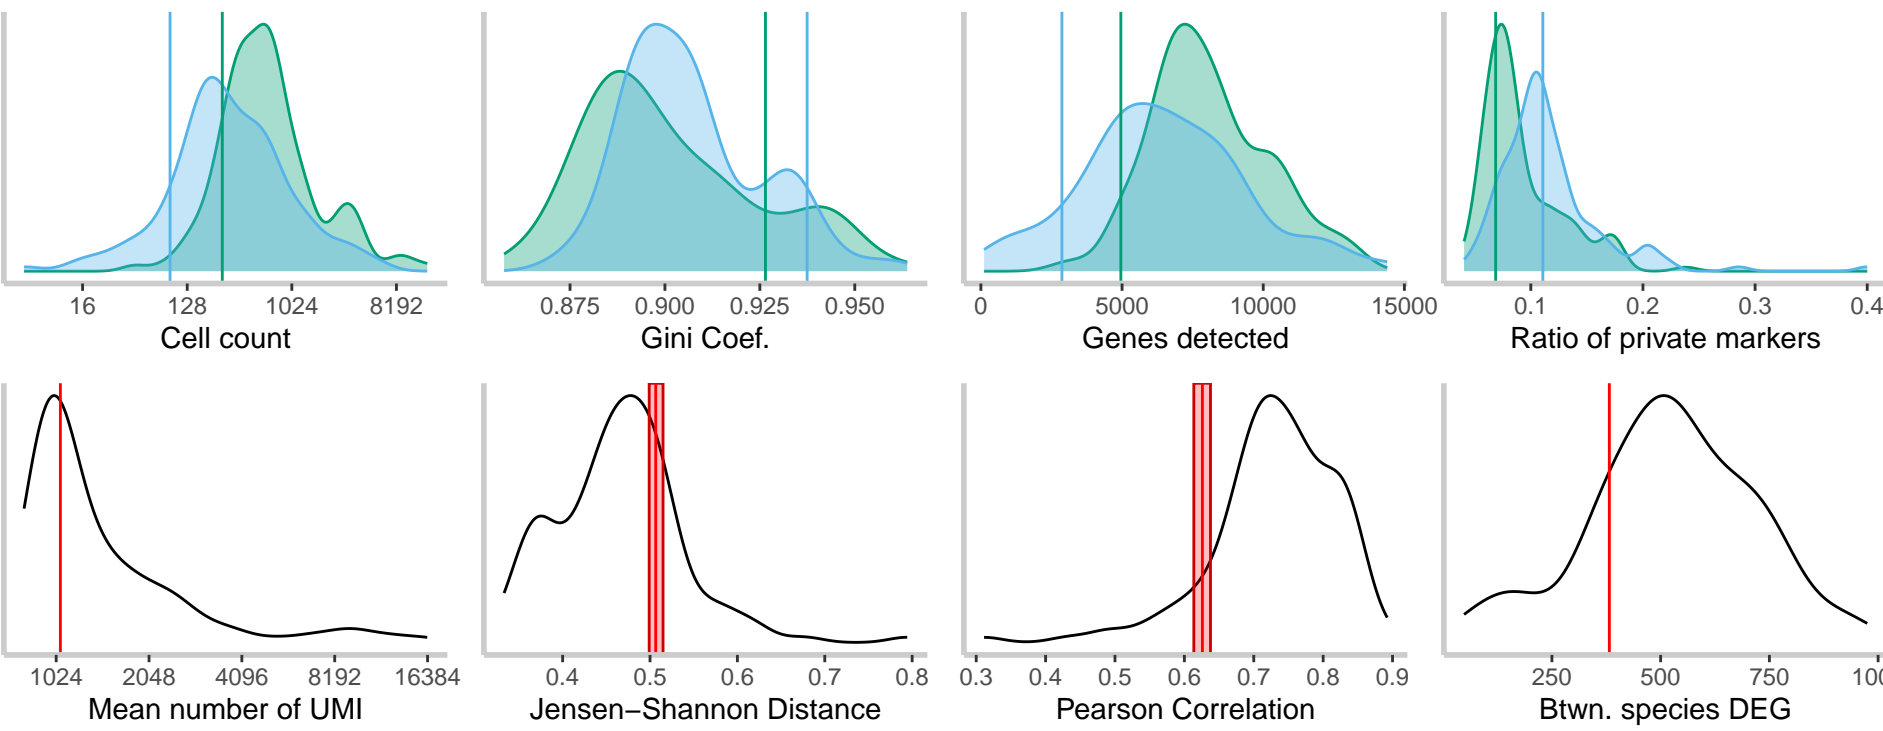 16 128 1024 8192
Cell count
0.875 0.900 0.925 0.950
Gini Coef.
0 5000 10000 15000
Genes detected
0.1 0.2 0.3 0.4
Ratio of private markers
1024 2048 4096 8192 16384
Mean number of UMI
0.4 0.5 0.6 0.7 0.8
Jensen−Shannon Distance
0.3 0.4 0.5 0.6 0.7 0.8 0.9
Pearson Correlation
250 500 750
Btwn. species DEG